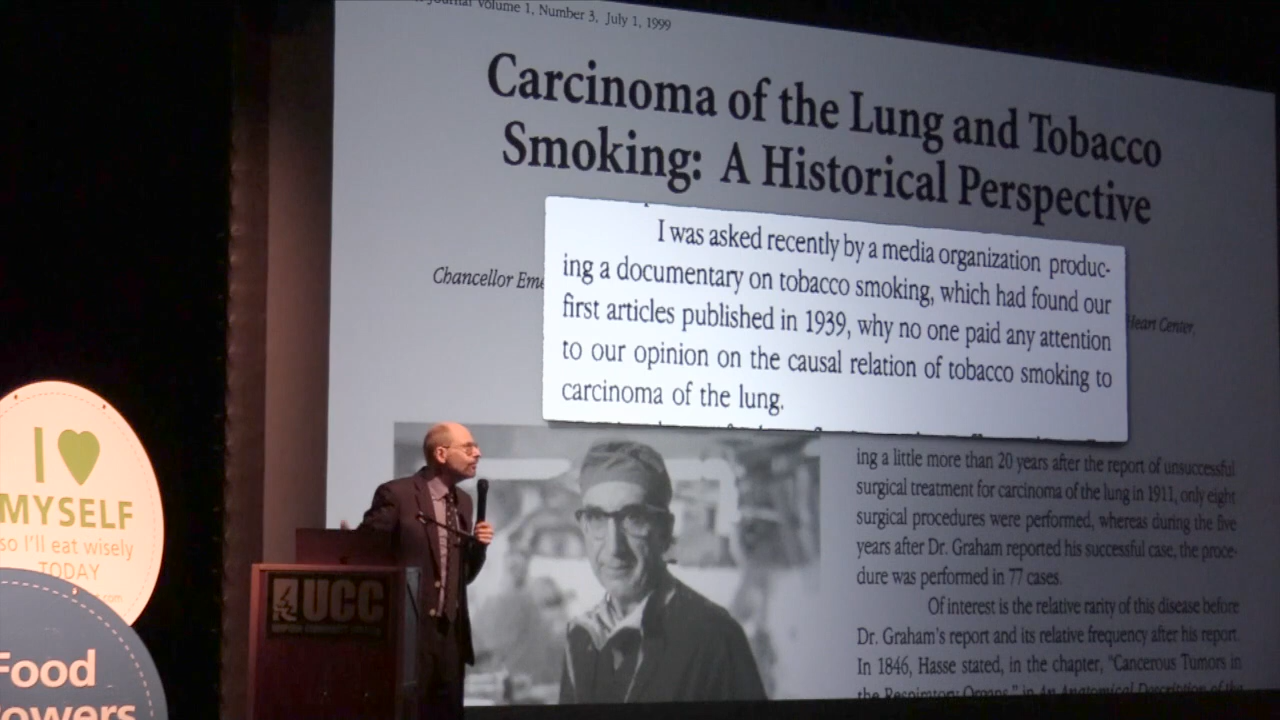 Journal Volume 1, Number 3, July 1, 1999
Carcinoma of the Lung and Tobacco
Smoking: A Historical Perspective
I was asked recently by a media organization produc-
ing a documentary on tobacco smoking, which had found our
first articles published in 1939, why no one paid any attention
to our opinion on the causal relation of tobacco smoking to
carcinoma of the lung.
Chancellor
Heart Center,
ing a little more than 20 years after the report of unsuccessful
surgical treatment for carcinoma of the lung in 1911, only eight
surgical procedures were performed, whereas during the five
years after Dr. Graham reported his successful case, the proce-
dure was performed in 77 cases.
Of interest is the relative rarity of this disease before
Dr. Graham's report and its relative frequency after his report.
In 1846, Hasse stated, in the chapter, "Cancerous Tumors in
the Respiratory Organs," in An Anatomical Description of the
UCC
I ♥
MYSELF
so I'll eat wisely
TODAY
Food